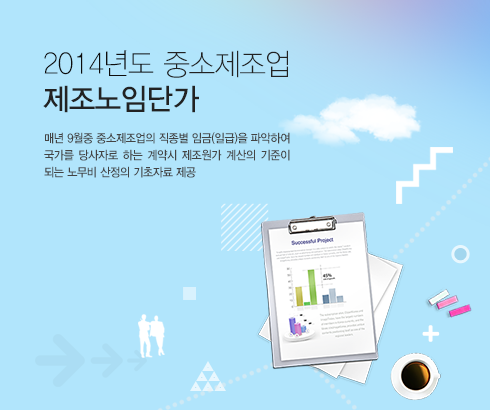 2014년도 중소제조업
제조노임단가
매년 9월중 중소제조업의 직종별 임금(일급)을 파악하여
국가를 당사자로 하는 계약시 제조원가 계산의 기준이
되는 노무비 산정의 기초자료 제공
Successful Project
45%